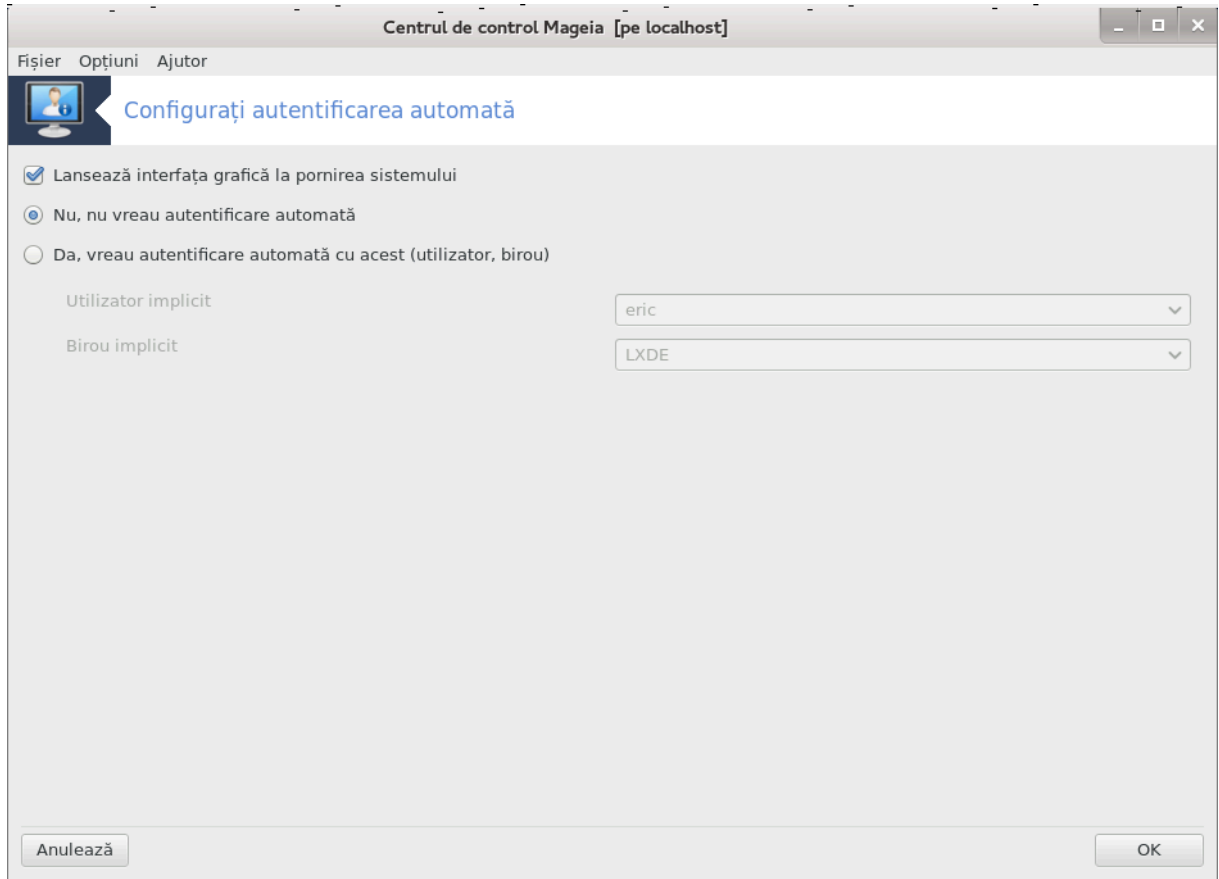 Centrul de control Mageia [pe localhost]
Fișier Opțiuni Ajutor
Configurați autentificarea automată
Lansează interfața grafică la pornirea sistemului
Nu, nu vreau autentificare automată
Da, vreau autentificare automată cu acest (utilizator, birou)
Utilizator implicit
eric
Birou implicit
LXDE
Anulează
OK